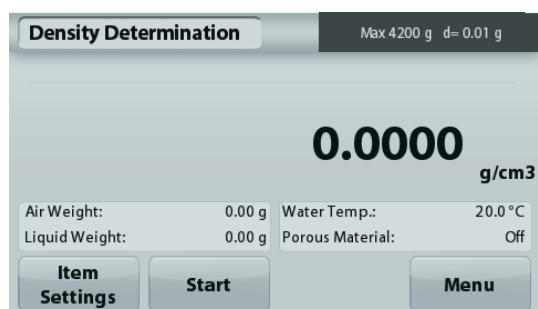 Density Determination
Max 4200 g d= 0.01 g
0.0000
g/cm3
Air Weight: 0.00 g Water Temp.: 20.0 °C
Liquid Weight: 0.00 g Porous Material: Off
Item
Settings
Start
Menu